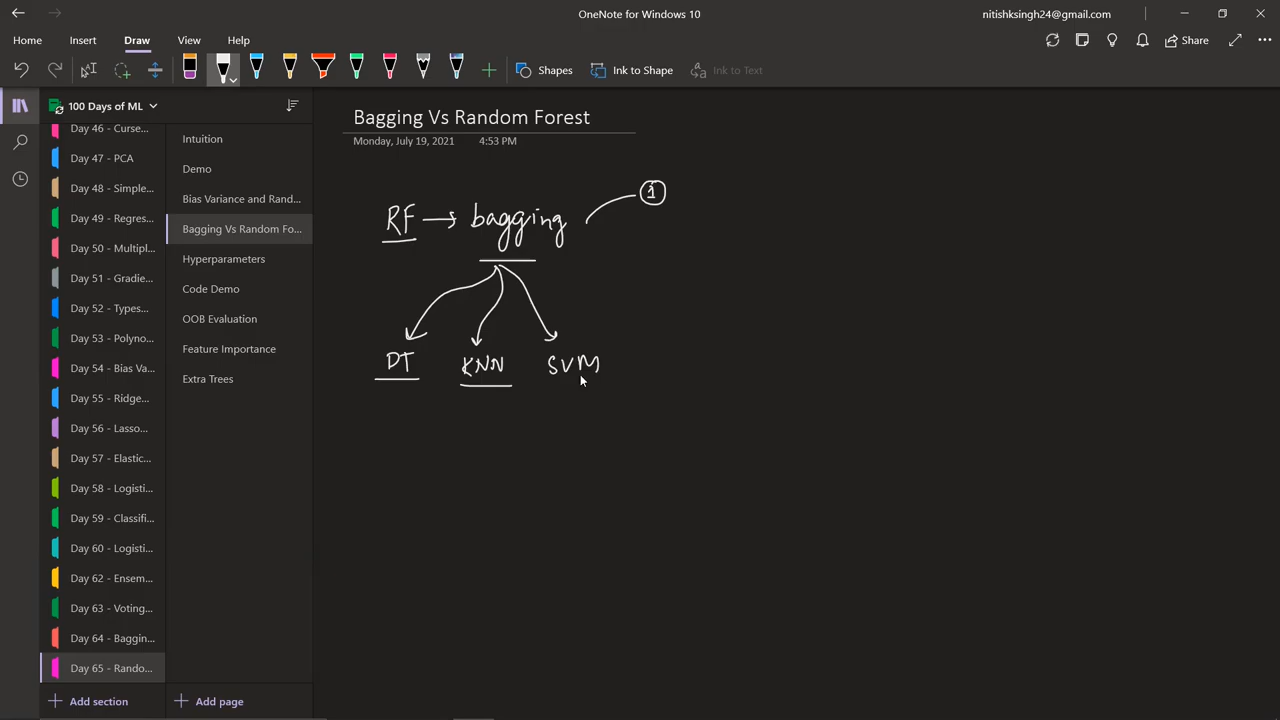 OneNote for Windows 10
nitishksingh24@gmail.com
Home Insert Draw View Help
Share
Shapes Ink to Shape Ink to Text
100 Days of ML
Day 46 - Curse...
Day 47 - PCA
Day 48 - Simple...
Day 49 - Regres...
Day 50 - Multipl...
Day 51 - Gradie...
Day 52 - Types...
Day 53 - Polyno...
Day 54 - Bias Va...
Day 55 - Ridge...
Day 56 - Lasso...
Day 57 - Elastic...
Day 58 - Logisti...
Day 59 - Classifi...
Day 60 - Logisti...
Day 62 - Ensem...
Day 63 - Voting...
Day 64 - Baggin...
Day 65 - Rando...
Add section
Intuition
Demo
Bias Variance and Rand...
Bagging Vs Random Fo...
Hyperparameters
Code Demo
OOB Evaluation
Feature Importance
Extra Trees
Add page
Bagging Vs Random Forest
Monday, July 19, 2021 4:53 PM
1
RF → bagging
DT KNN SVM